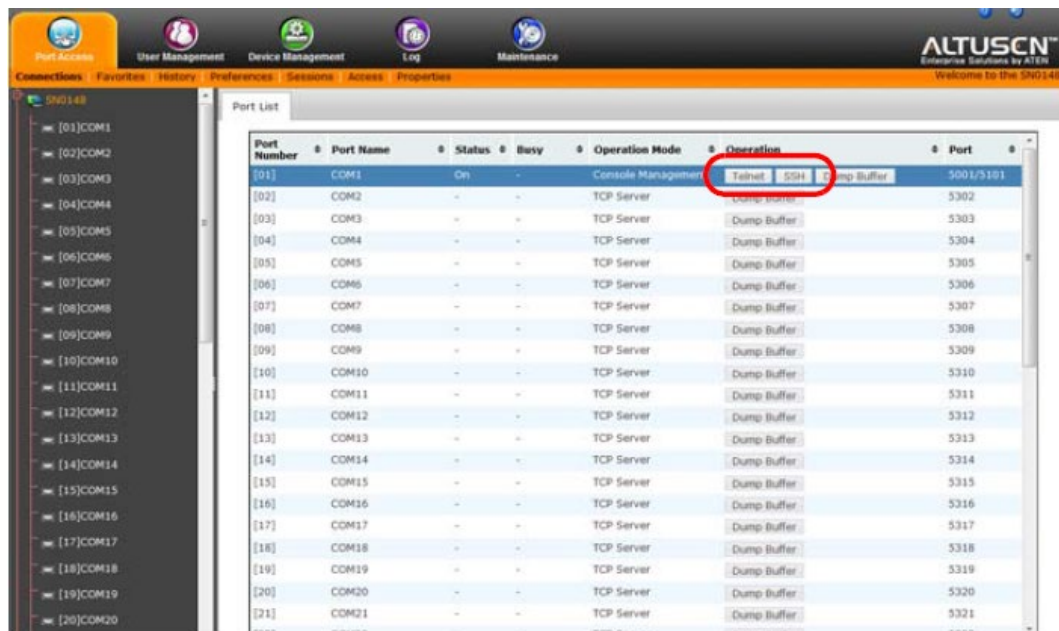 Port Access User Management Device Management Log Maintenance
ALTUSCN™
Enterprise Solutions by ATEN
Connections Favorites History Preferences Sessions Access Properties
Welcome to the SN0148
SN0148
[01]COM1
[02]COM2
[03]COM3
[04]COM4
[05]COM5
[06]COM6
[07]COM7
[08]COM8
[09]COM9
[10]COM10
[11]COM11
[12]COM12
[13]COM13
[14]COM14
[15]COM15
[16]COM16
[17]COM17
[18]COM18
[19]COM19
[20]COM20
Port List
Port Number Port Name Status Busy Operation Mode Operation Port
[01] COM1 On - Console Management Telnet SSH Dump Buffer 5001/5101
[02] COM2 - - TCP Server Dump Buffer 5302
[03] COM3 - - TCP Server Dump Buffer 5303
[04] COM4 - - TCP Server Dump Buffer 5304
[05] COM5 - - TCP Server Dump Buffer 5305
[06] COM6 - - TCP Server Dump Buffer 5306
[07] COM7 - - TCP Server Dump Buffer 5307
[08] COM8 - - TCP Server Dump Buffer 5308
[09] COM9 - - TCP Server Dump Buffer 5309
[10] COM10 - - TCP Server Dump Buffer 5310
[11] COM11 - - TCP Server Dump Buffer 5311
[12] COM12 - - TCP Server Dump Buffer 5312
[13] COM13 - - TCP Server Dump Buffer 5313
[14] COM14 - - TCP Server Dump Buffer 5314
[15] COM15 - - TCP Server Dump Buffer 5315
[16] COM16 - - TCP Server Dump Buffer 5316
[17] COM17 - - TCP Server Dump Buffer 5317
[18] COM18 - - TCP Server Dump Buffer 5318
[19] COM19 - - TCP Server Dump Buffer 5319
[20] COM20 - - TCP Server Dump Buffer 5320
[21] COM21 - - TCP Server Dump Buffer 5321